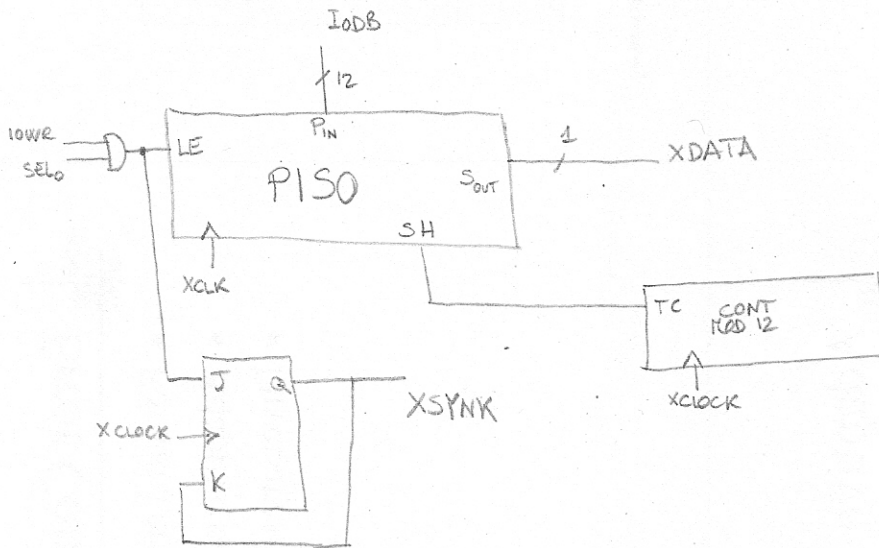 IODB
12
IOWR
SEL0
LE
PIN
PISO
SOUT
1
XDATA
SH
XCLK
TC
CONT
MOD 12
XCLOCK
J
Q
XSYNK
XCLOCK
K